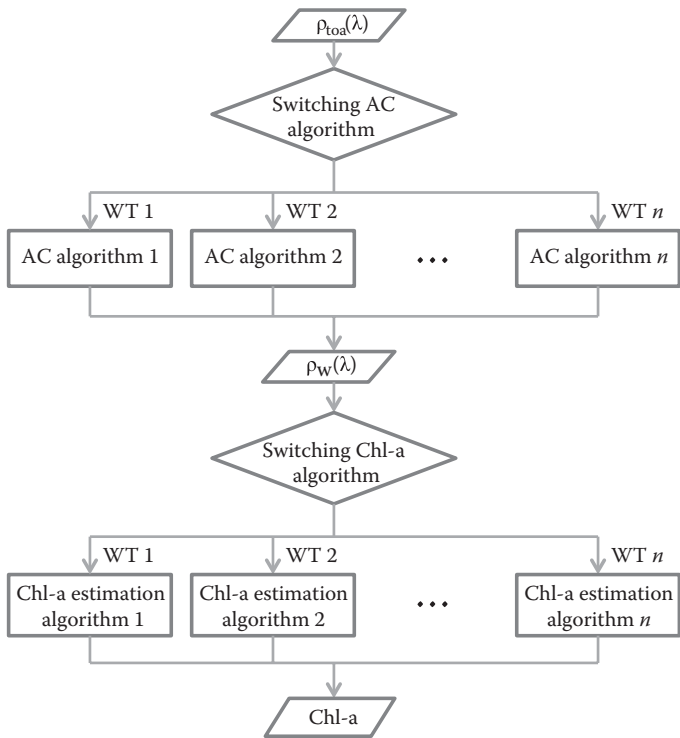 ρtoa(λ)
Switching AC
algorithm
WT 1
WT 2
WT n
AC algorithm 1
AC algorithm 2
...
AC algorithm n
ρw(λ)
Switching Chl-a
algorithm
WT 1
WT 2
WT n
Chl-a estimation
algorithm 1
Chl-a estimation
algorithm 2
...
Chl-a estimation
algorithm n
Chl-a